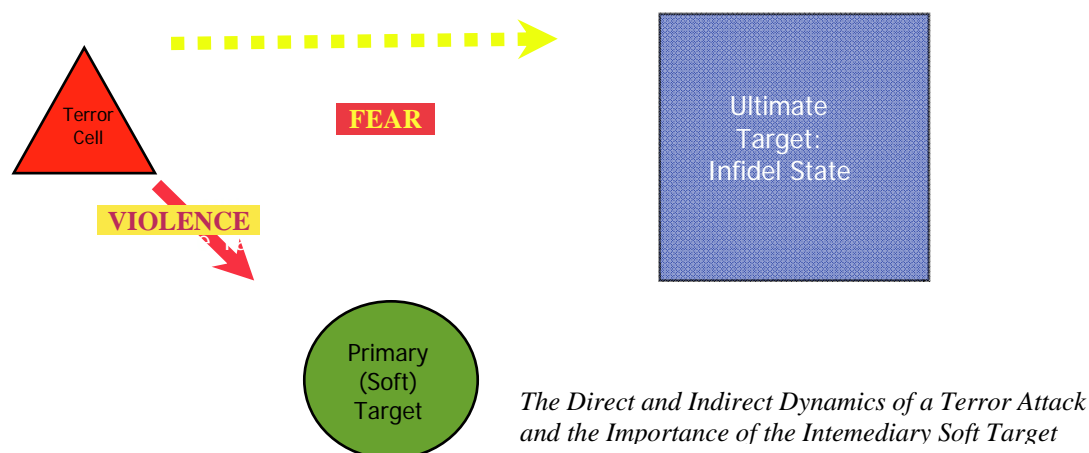 Terror
Cell
FEAR
Ultimate
Target:
Infidel State
VIOLENCE
Primary
(Soft)
Target
The Direct and Indirect Dynamics of a Terror Attack
and the Importance of the Intemediary Soft Target